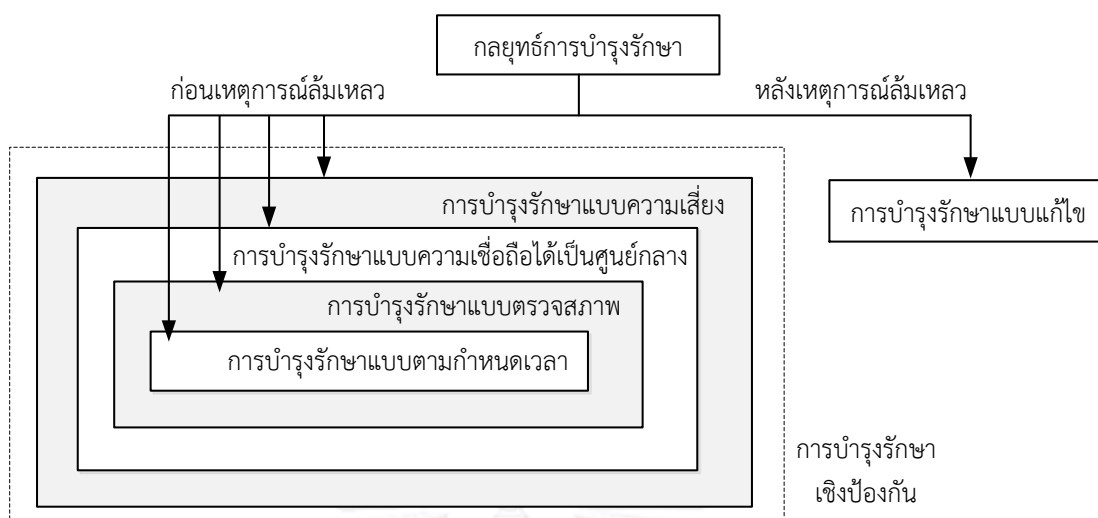 กลยุทธ์การบำรุงรักษา
ก่อนเหตุการณ์ล้มเหลว
หลังเหตุการณ์ล้มเหลว
การบำรุงรักษาแบบความเสี่ยง
การบำรุงรักษาแบบแก้ไข
การบำรุงรักษาแบบความเชื่อถือได้เป็นศูนย์กลาง
การบำรุงรักษาแบบตรวจสภาพ
การบำรุงรักษาแบบตามกำหนดเวลา
การบำรุงรักษา
เชิงป้องกัน